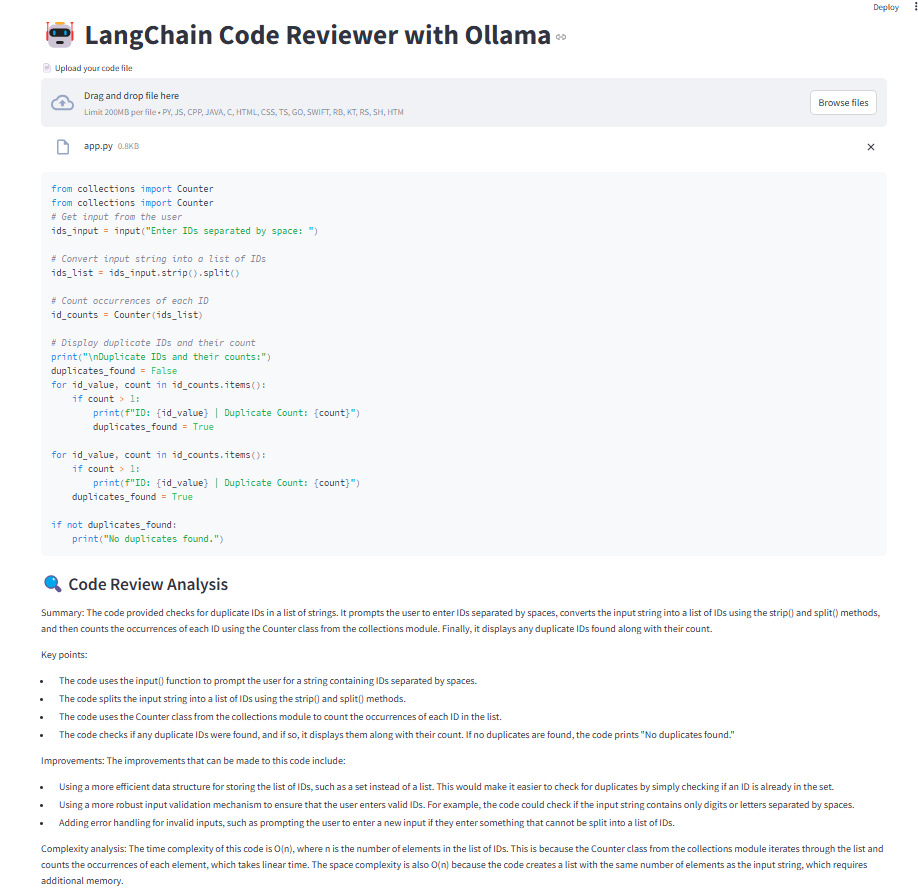 Deploy
LangChain Code Reviewer with Ollama
Upload your code file
Drag and drop file here
Limit 200MB per file • PY, JS, CPP, JAVA, C, HTML, CSS, TS, GO, SWIFT, RB, KT, RS, SH, HTM
Browse files
app.py 0.8KB
from collections import Counter
from collections import Counter
# Get input from the user
ids_input = input("Enter IDs separated by space: ")
# Convert input string into a list of IDs
ids_list = ids_input.strip().split()
# Count occurrences of each ID
id_counts = Counter(ids_list)
# Display duplicate IDs and their count
print("\nDuplicate IDs and their counts:")
duplicates_found = False
for id_value, count in id_counts.items():
    if count > 1:
        print(f"ID: {id_value} | Duplicate Count: {count}")
        duplicates_found = True
for id_value, count in id_counts.items():
    if count > 1:
        print(f"ID: {id_value} | Duplicate Count: {count}")
    duplicates_found = True
if not duplicates_found:
    print("No duplicates found.")
Code Review Analysis
Summary: The code provided checks for duplicate IDs in a list of strings. It prompts the user to enter IDs separated by spaces, converts the input string into a list of IDs using the strip() and split() methods,
and then counts the occurrences of each ID using the Counter class from the collections module. Finally, it displays any duplicate IDs found along with their count.
Key points:
• The code uses the input() function to prompt the user for a string containing IDs separated by spaces.
• The code splits the input string into a list of IDs using the strip() and split() methods.
• The code uses the Counter class from the collections module to count the occurrences of each ID in the list.
• The code checks if any duplicate IDs were found, and if so, it displays them along with their count. If no duplicates are found, the code prints "No duplicates found."
Improvements: The improvements that can be made to this code include:
• Using a more efficient data structure for storing the list of IDs, such as a set instead of a list. This would make it easier to check for duplicates by simply checking if an ID is already in the set.
• Using a more robust input validation mechanism to ensure that the user enters valid IDs. For example, the code could check if the input string contains only digits or letters separated by spaces.
• Adding error handling for invalid inputs, such as prompting the user to enter a new input if they enter something that cannot be split into a list of IDs.
Complexity analysis: The time complexity of this code is O(n), where n is the number of elements in the list of IDs. This is because the Counter class from the collections module iterates through the list and
counts the occurrences of each element, which takes linear time. The space complexity is also O(n) because the code creates a list with the same number of elements as the input string, which requires
additional memory.